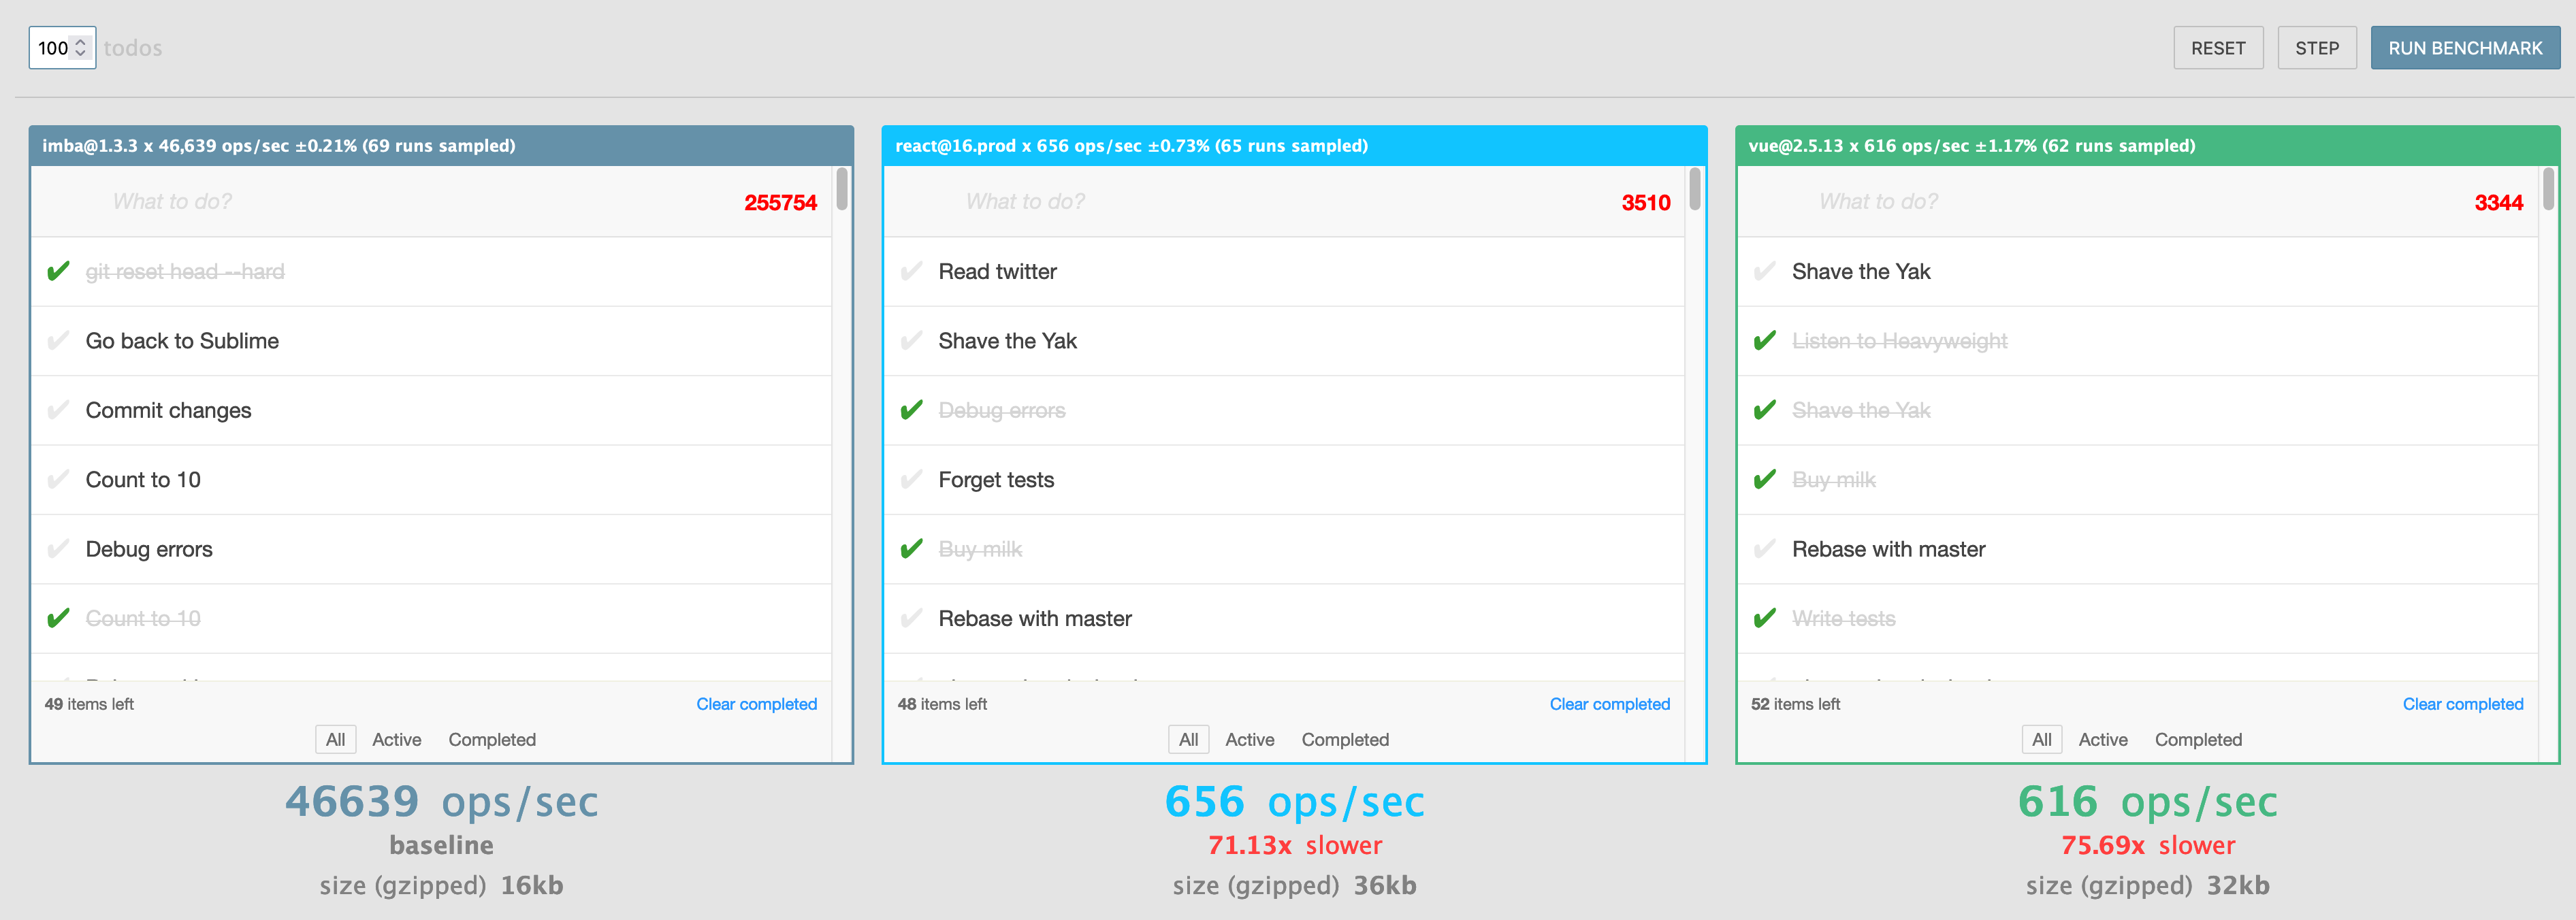 100 todos RESET STEP RUN BENCHMARK
imba@1.3.3 x 46,639 ops/sec ±0.21% (69 runs sampled)
What to do? 255754
git reset head --hard
Go back to Sublime
Commit changes
Count to 10
Debug errors
Count to 10
49 items left Clear completed
All Active Completed
46639 ops/sec
baseline
size (gzipped) 16kb
react@16.prod x 656 ops/sec ±0.73% (65 runs sampled)
What to do? 3510
Read twitter
Shave the Yak
Debug errors
Forget tests
Buy milk
Rebase with master
48 items left Clear completed
All Active Completed
656 ops/sec
71.13x slower
size (gzipped) 36kb
vue@2.5.13 x 616 ops/sec ±1.17% (62 runs sampled)
What to do? 3344
Shave the Yak
Listen to Heavyweight
Shave the Yak
Buy milk
Rebase with master
Write tests
52 items left Clear completed
All Active Completed
616 ops/sec
75.69x slower
size (gzipped) 32kb